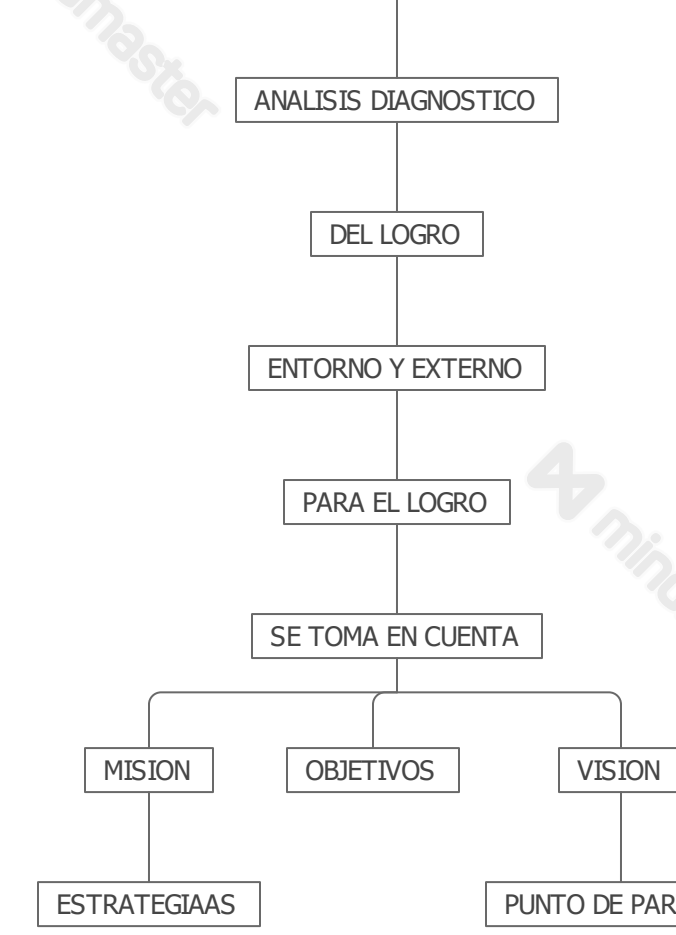 ANALISIS DIAGNOSTICO
DEL LOGRO
ENTORNO Y EXTERNO
PARA EL LOGRO
SE TOMA EN CUENTA
MISION OBJETIVOS VISION
ESTRATEGIAAS PUNTO DE PAR